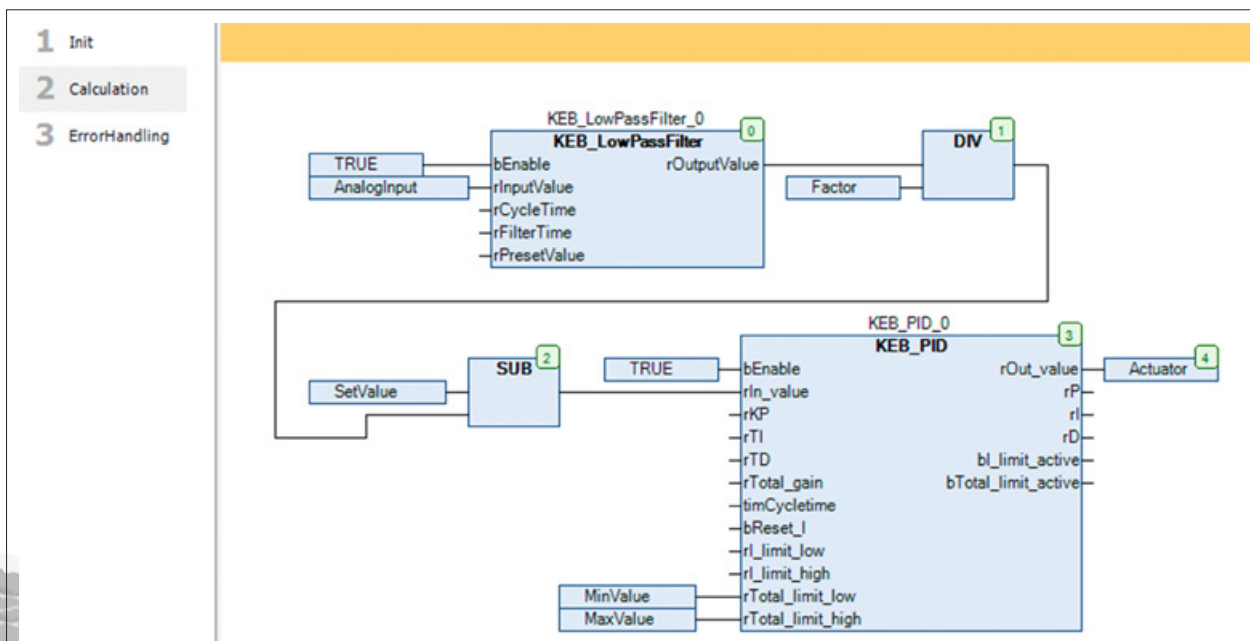 1 Init
2 Calculation
3 ErrorHandling
KEB_LowPassFilter_0
0
KEB_LowPassFilter
TRUE
bEnable
rOutputValue
AnalogInput
rInputValue
rCycleTime
rFilterTime
rPresetValue
1
DIV
Factor
KEB_PID_0
3
KEB_PID
2
SUB
SetValue
TRUE
bEnable
rOut_value
4
Actuator
rIn_value
rP
rKP
rI
rTI
rD
rTD
bI_limit_active
rTotal_gain
bTotal_limit_active
timCycletime
bReset_I
rI_limit_low
rI_limit_high
MinValue
rTotal_limit_low
MaxValue
rTotal_limit_high